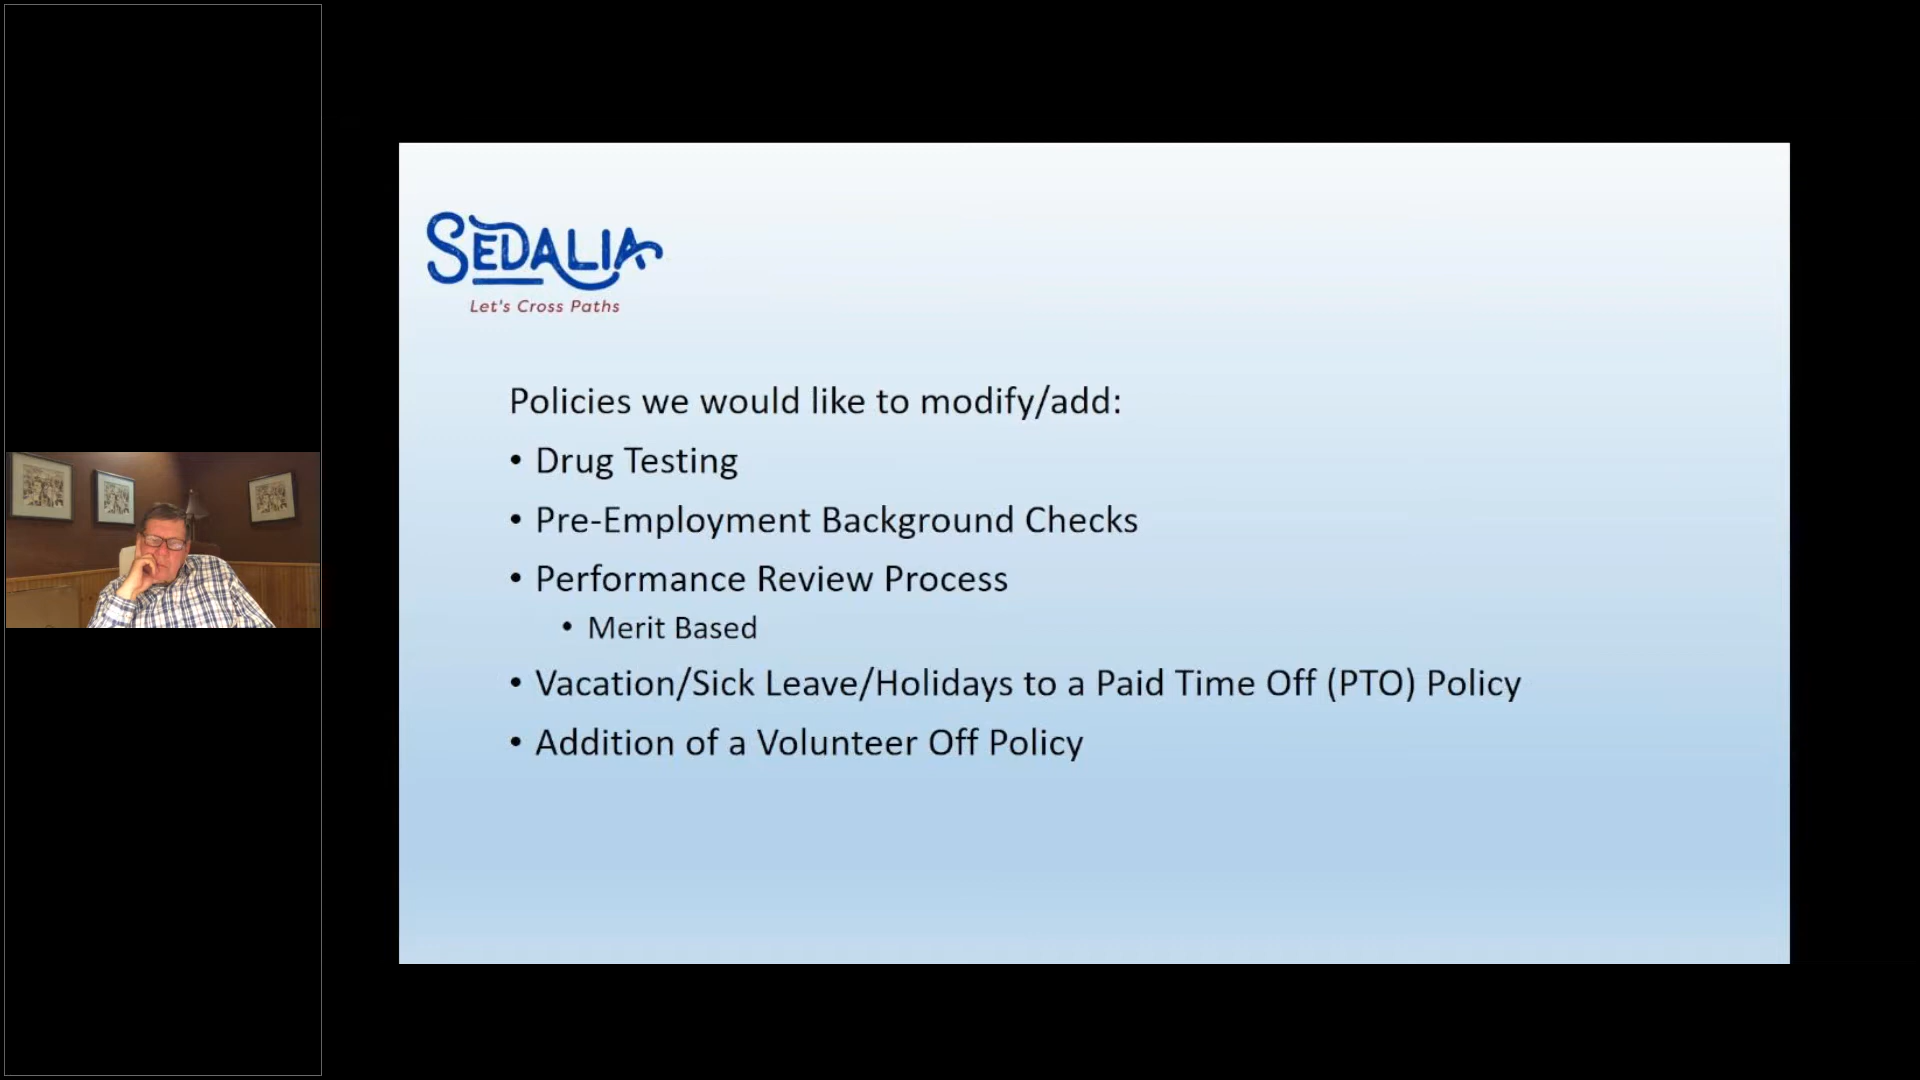 SEDALIA
Let's Cross Paths
Policies we would like to modify/add:
• Drug Testing
• Pre-Employment Background Checks
• Performance Review Process
• Merit Based
• Vacation/Sick Leave/Holidays to a Paid Time Off (PTO) Policy
• Addition of a Volunteer Off Policy